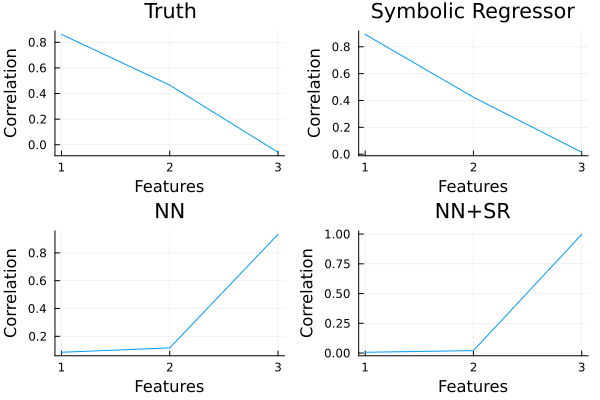 Truth
Symbolic Regressor
0.8
0.6
0.4
0.2
0.0
Correlation
1
2
3
Features
0.8
0.6
0.4
0.2
0.0
Correlation
1
2
3
Features
NN
NN+SR
0.8
0.6
0.4
0.2
Correlation
1
2
3
Features
1.00
0.75
0.50
0.25
0.00
Correlation
1
2
3
Features